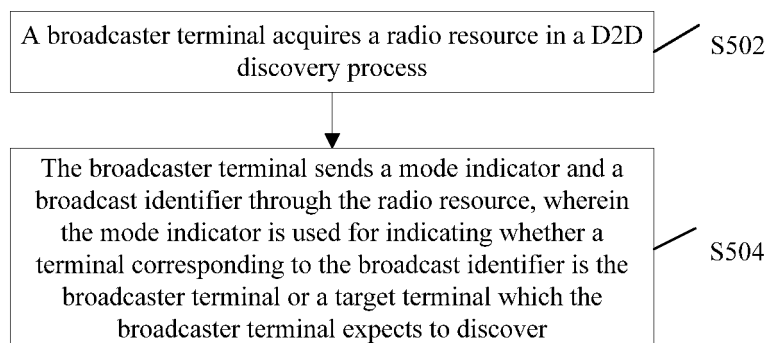 A broadcaster terminal acquires a radio resource in a D2D
discovery process
S502
The broadcaster terminal sends a mode indicator and a
broadcast identifier through the radio resource, wherein
the mode indicator is used for indicating whether a
terminal corresponding to the broadcast identifier is the
broadcaster terminal or a target terminal which the
broadcaster terminal expects to discover
S504